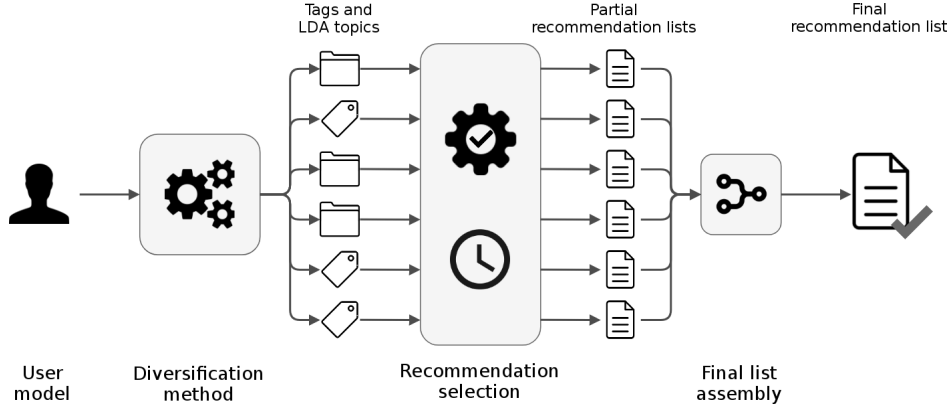 Tags and
LDA topics
Partial
recommendation lists
Final
recommendation list
User
model
Diversification
method
Recommendation
selection
Final list
assembly